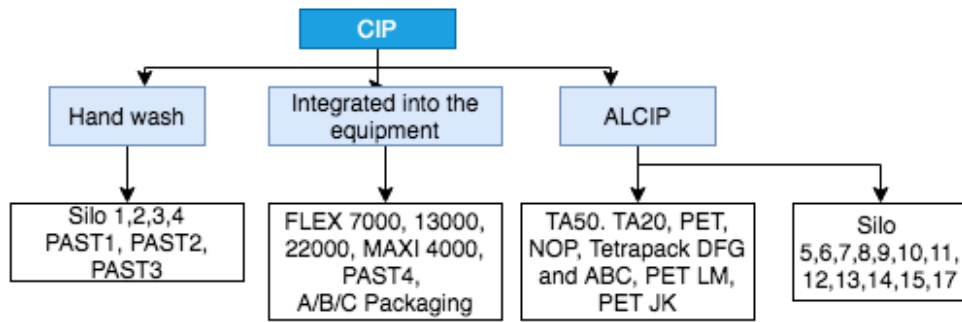 CIP
Hand wash
Integrated into the
equipment
ALCIP
Silo 1,2,3,4
PAST1, PAST2,
PAST3
FLEX 7000, 13000,
22000, MAXI 4000,
PAST4,
A/B/C Packaging
TA50. TA20, PET,
NOP, Tetrapack DFG
and ABC, PET LM,
PET JK
Silo
5,6,7,8,9,10,11,
12,13,14,15,17